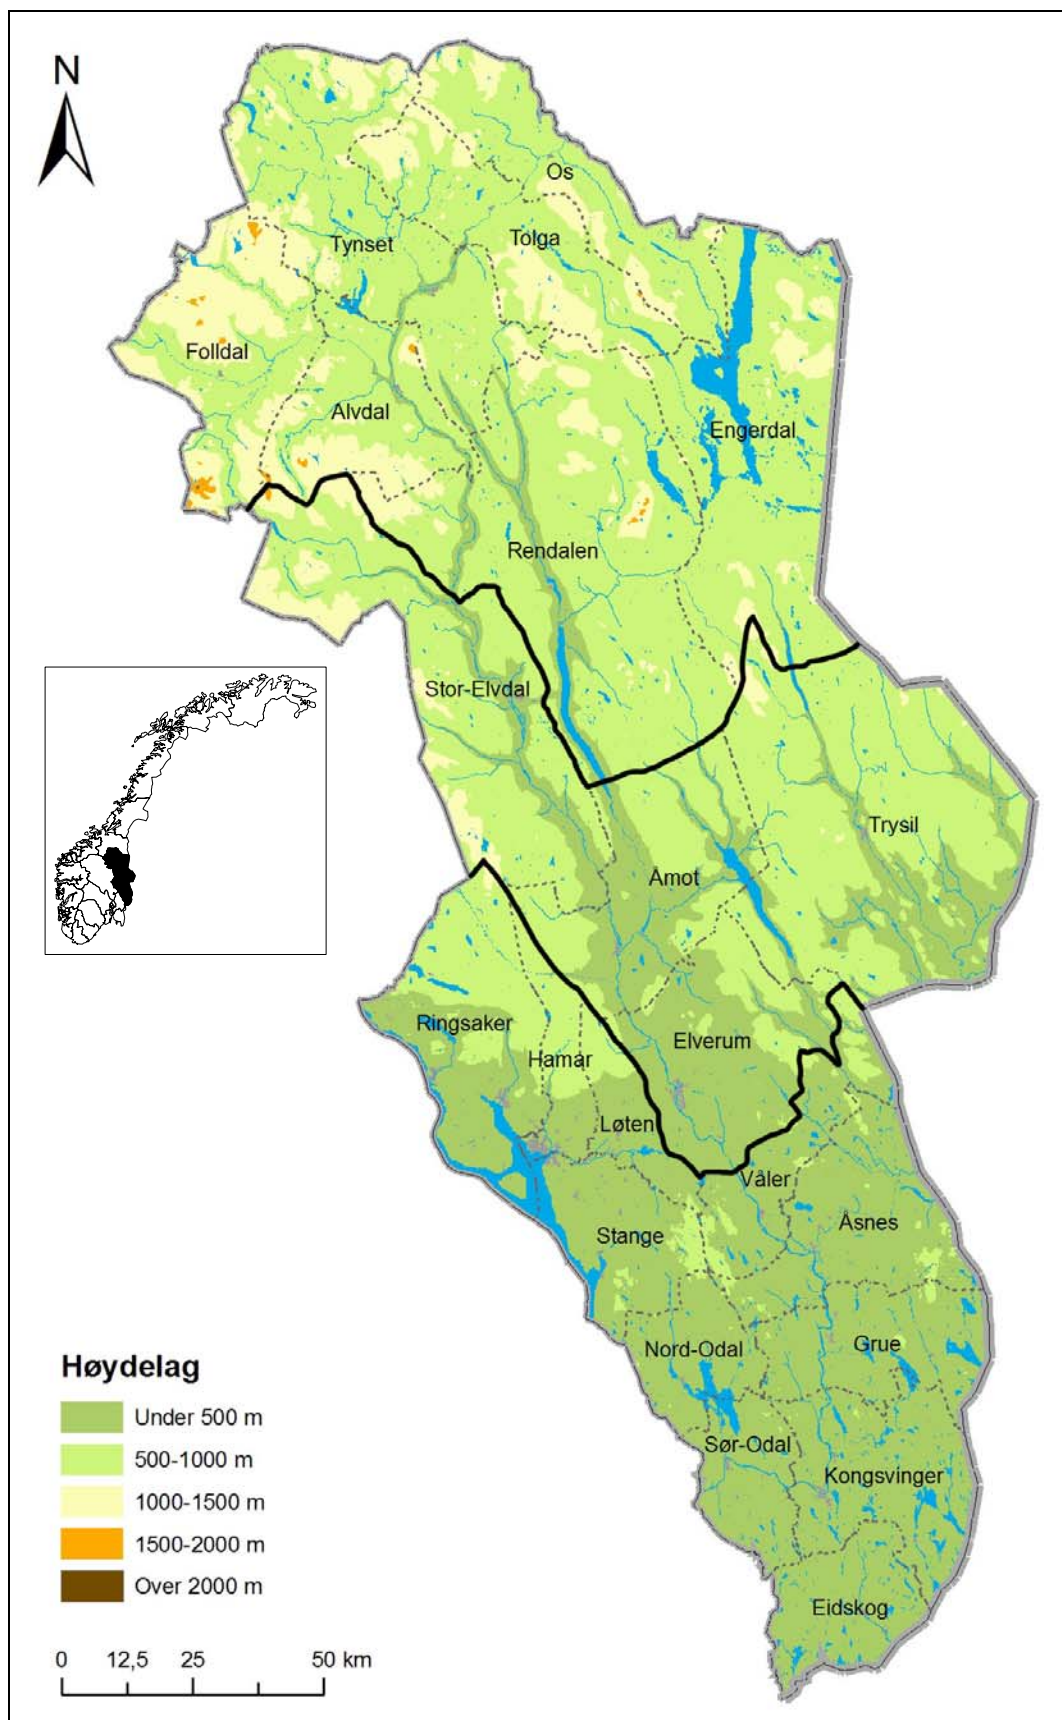 N
Os
Tynset
Tolga
Folldal
Alvdal
Engerdal
Rendalen
Stor-Elvdal
Trysil
Åmot
Ringsaker
Elverum
Hamar
Løten
Våler
Åsnes
Stange
Nord-Odal
Grue
Sør-Odal
Kongsvinger
Eidskog
Høydelag
Under 500 m
500-1000 m
1000-1500 m
1500-2000 m
Over 2000 m
0 12,5 25 50 km